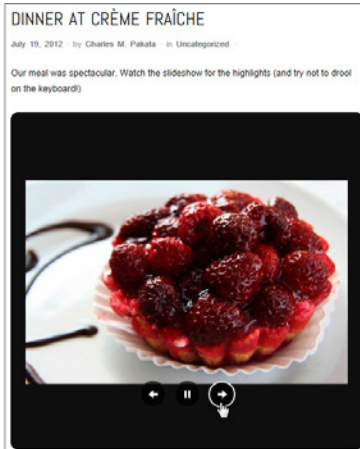 DINNER AT CRÈME FRAÎCHE
July 19, 2012 · by Charles M. Pakata · in Uncategorized
Our meal was spectacular. Watch the slideshow for the highlights (and try not to drool
on the keyboard!)